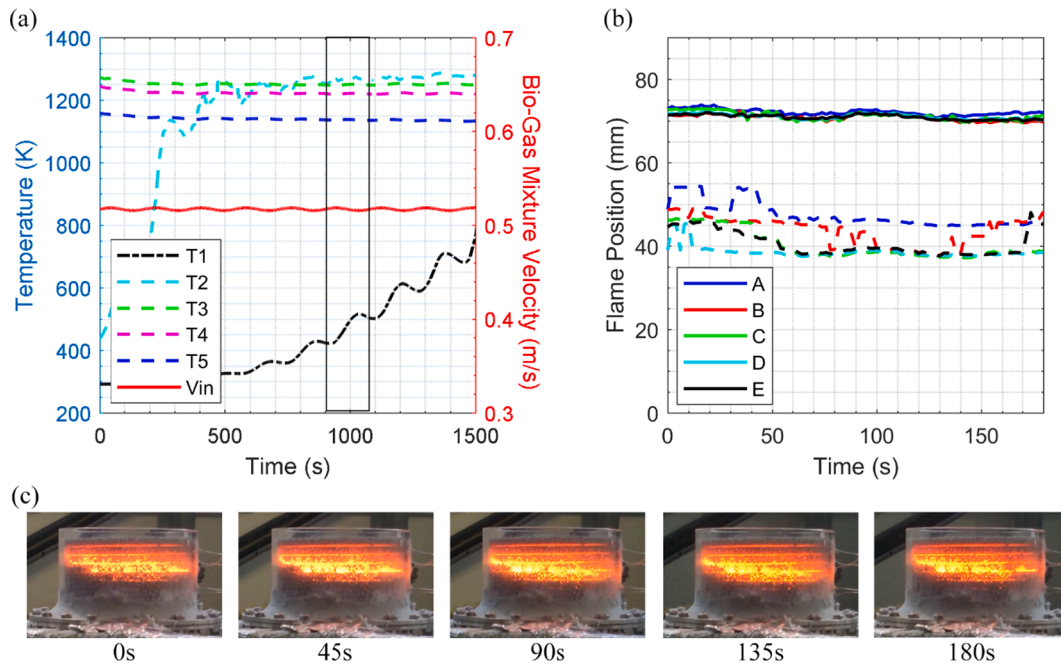 (a)
1400
1200
1000
800
600
400
200
Temperature (K)
0.7
0.6
0.5
0.4
0.3
Bio-Gas Mixture Velocity (m/s)
T1
T2
T3
T4
T5
Vin
0
500
1000
1500
Time (s)
(b)
80
60
40
20
0
Flame Position (mm)
A
B
C
D
E
0
50
100
150
Time (s)
(c)
0s
45s
90s
135s
180s